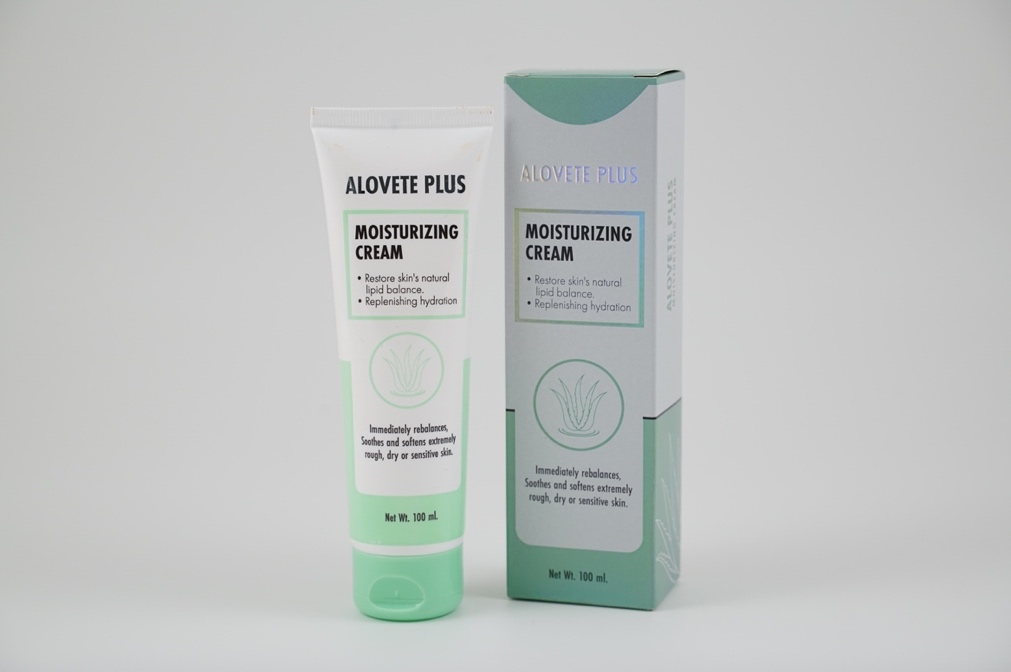 ALOVETE PLUS
MOISTURIZING
CREAM
• Restore skin's natural
lipid balance.
• Replenishing hydration
Immediately rebalances,
Soothes and softens extremely
rough, dry or sensitive skin.
Net Wt. 100 ml.
ALOVETE PLUS
MOISTURIZING
CREAM
• Restore skin's natural
lipid balance.
• Replenishing hydration
Immediately rebalances,
Soothes and softens extremely
rough, dry or sensitive skin.
Net Wt. 100 ml.
ALOVETE PLUS
MOISTURIZING CREAM